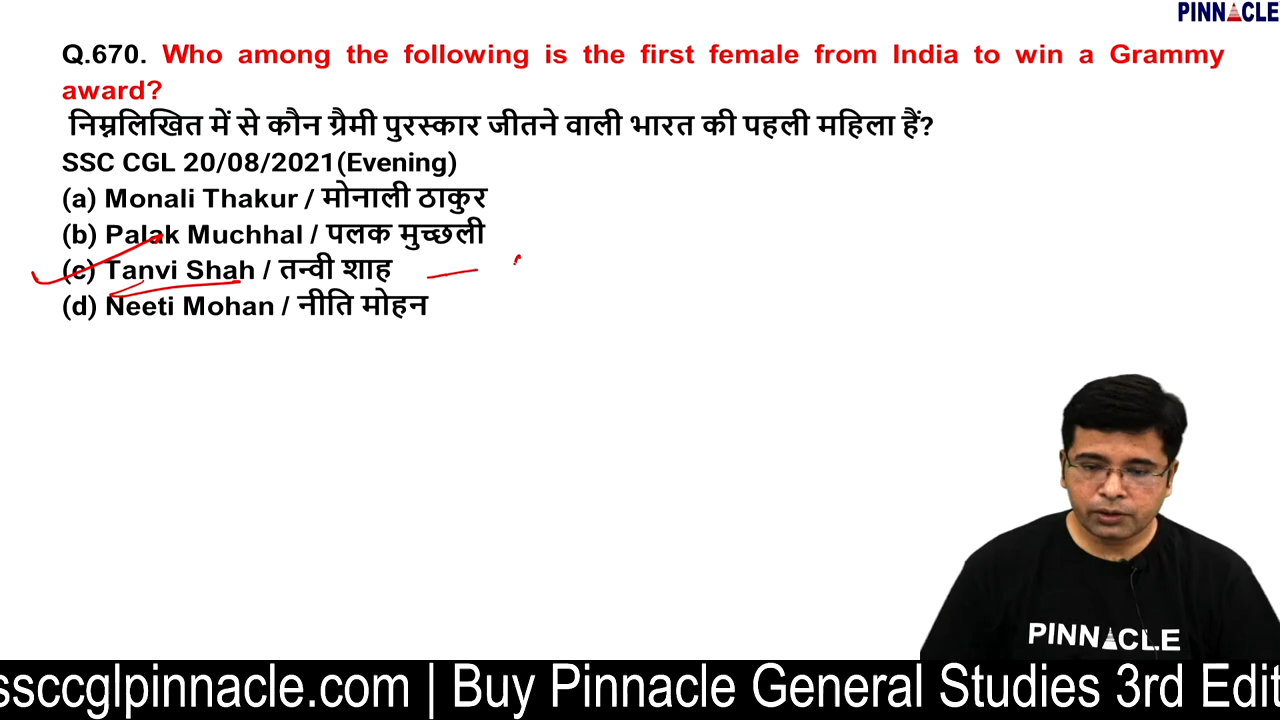 PINNACLE
Q.670. Who among the following is the first female from India to win a Grammy
award?
निम्नलिखित में से कौन ग्रैमी पुरस्कार जीतने वाली भारत की पहली महिला हैं?
SSC CGL 20/08/2021(Evening)
(a) Monali Thakur / मोनाली ठाकुर
(b) Palak Muchhal / पलक मुच्छली
(c) Tanvi Shah / तन्वी शाह
(d) Neeti Mohan / नीति मोहन
PINNACLE
ssccglpinnacle.com | Buy Pinnacle General Studies 3rd Edit